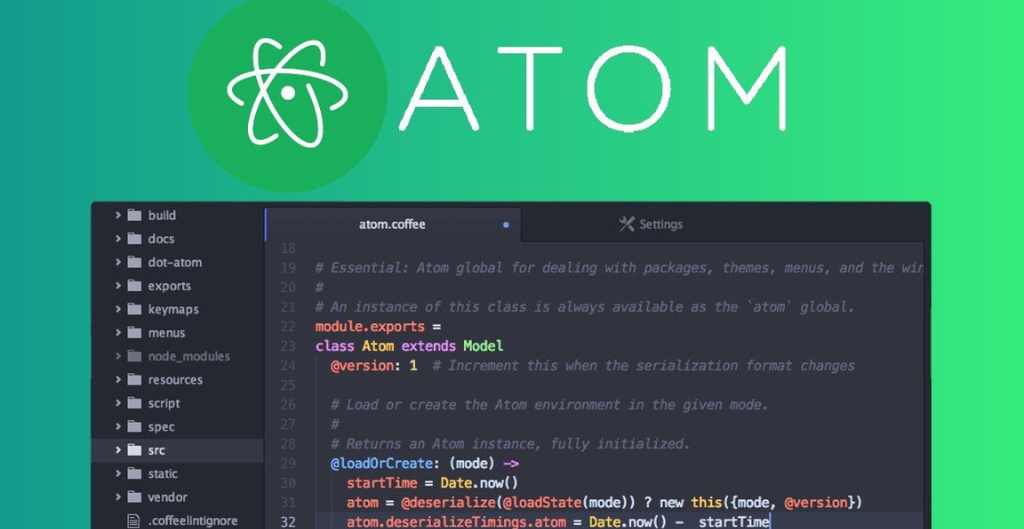 ATOM
build
docs
dot-atom
exports
keymaps
menus
node_modules
resources
script
spec
src
static
vendor
.coffeelintignore
atom.coffee
Settings
18
19 # Essential: Atom global for dealing with packages, themes, menus, and the
20 #
21 # An instance of this class is always available as the `atom` global.
22 module.exports =
23 class Atom extends Model
24 @version: 1 # Increment this when the serialization format changes
25
26 # Load or create the Atom environment in the given mode.
27 #
28 # Returns an Atom instance, fully initialized.
29 @loadOrCreate: (mode) ->
30 startTime = Date.now()
31 atom = @deserialize(@loadState(mode)) ? new this({mode, @version})
32 atom.deserializeTimings.atom = Date.now() - startTime